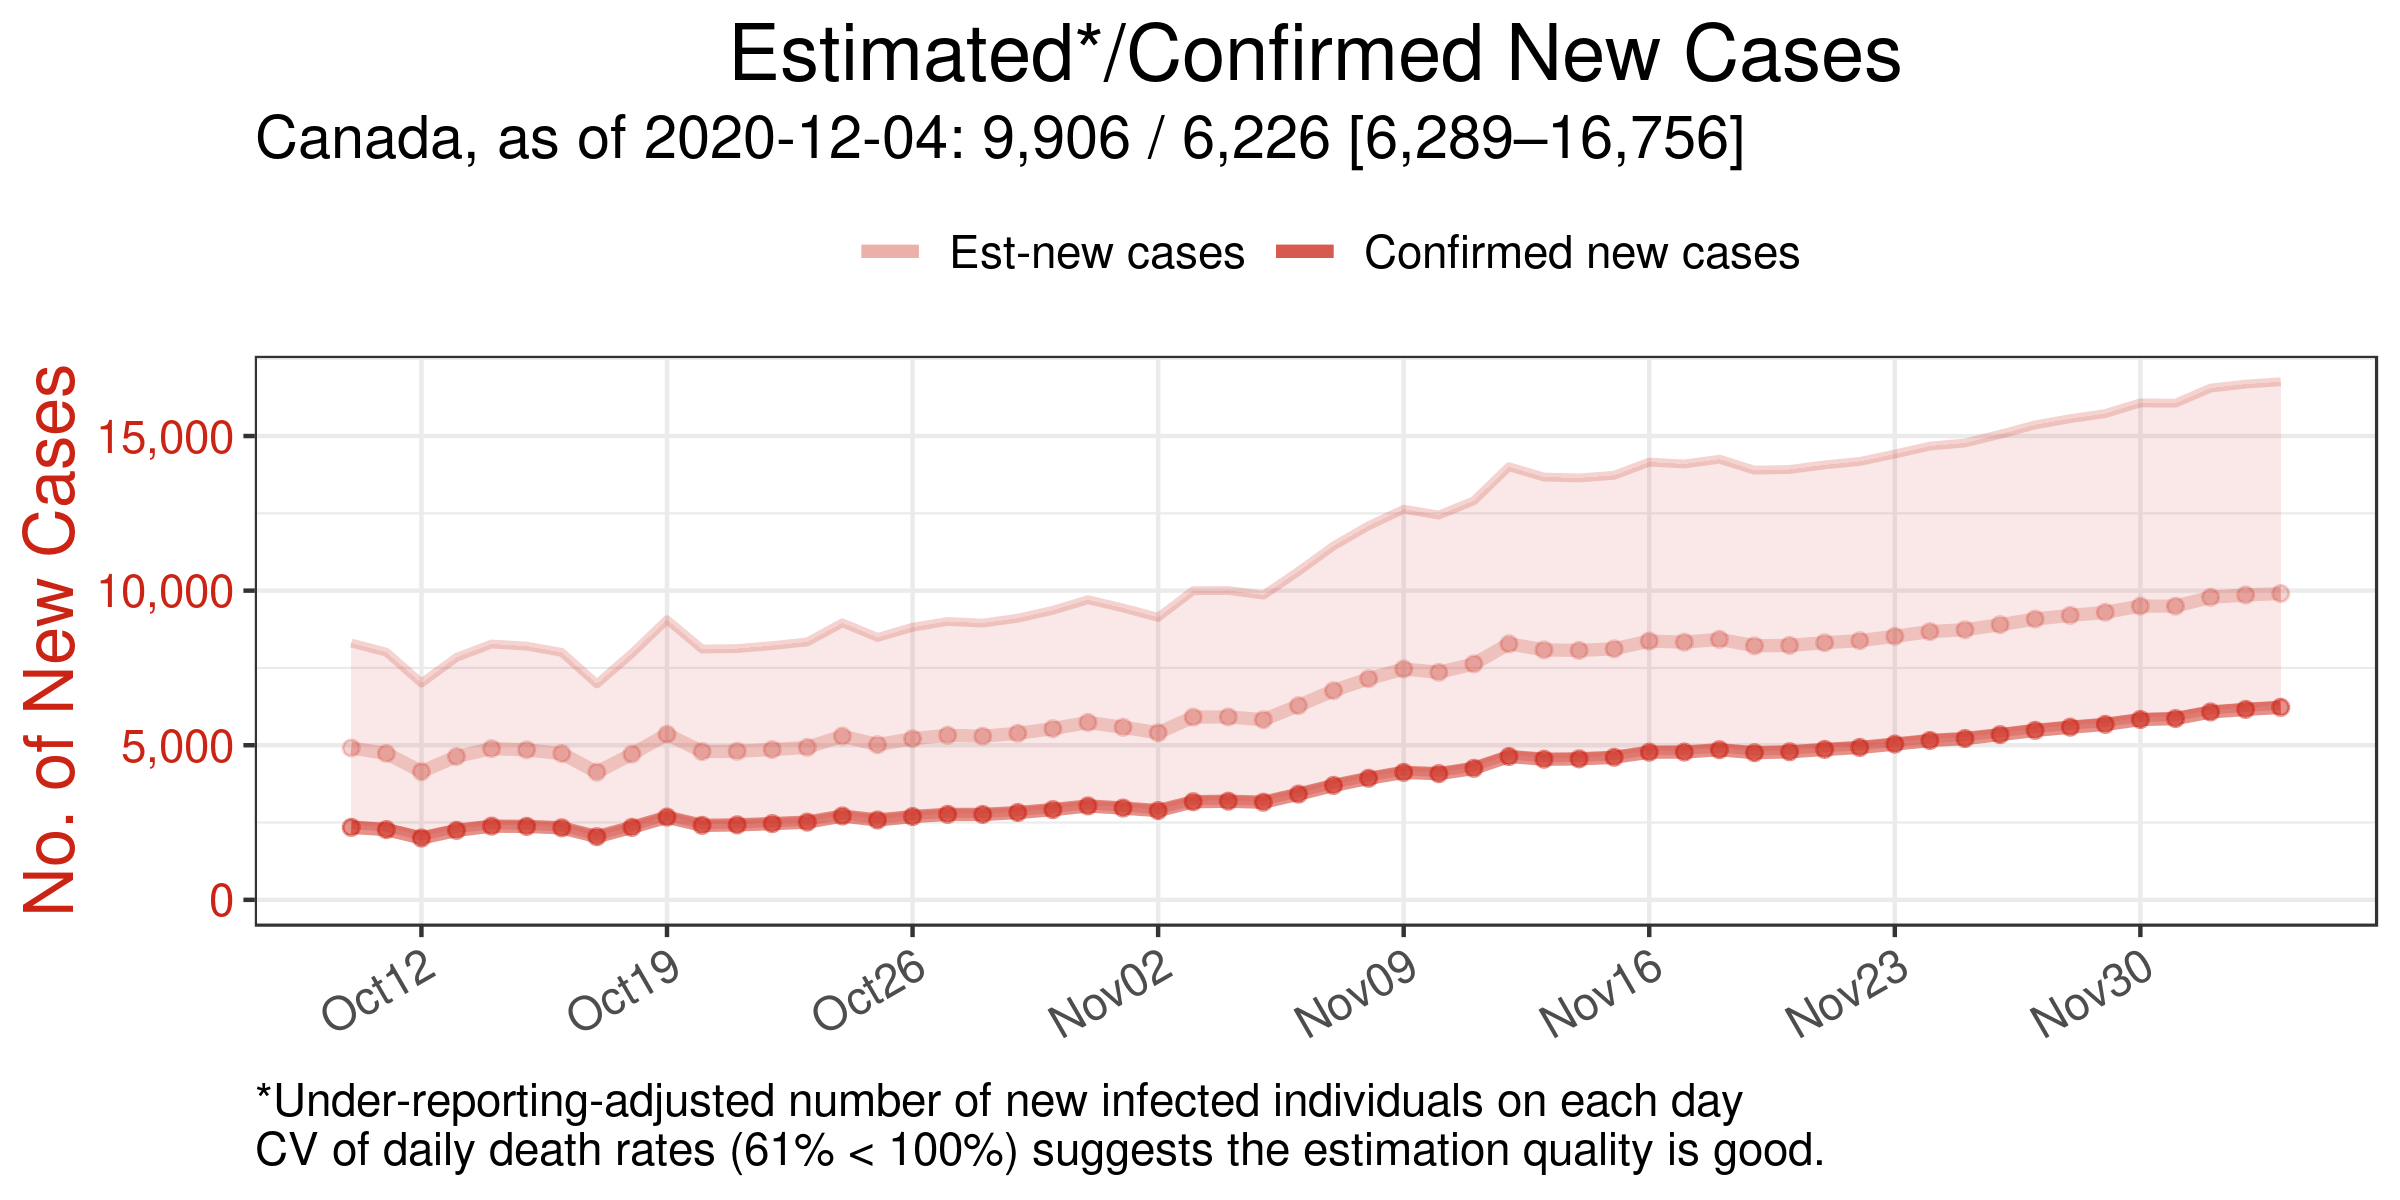 Estimated*/Confirmed New Cases
Canada, as of 2020-12-04: 9,906 / 6,226 [6,289–16,756]
Est-new cases
Confirmed new cases
No. of New Cases
15,000
10,000
5,000
0
Oct12
Oct19
Oct26
Nov02
Nov09
Nov16
Nov23
Nov30
*Under-reporting-adjusted number of new infected individuals on each day
CV of daily death rates (61% < 100%) suggests the estimation quality is good.